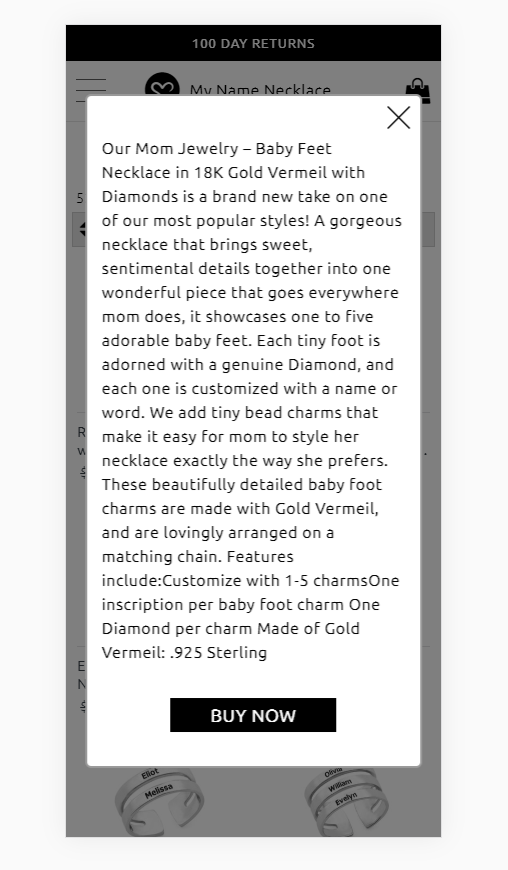 100 DAY RETURNS
My Name Necklace
5
Our Mom Jewelry – Baby Feet
Necklace in 18K Gold Vermeil with
Diamonds is a brand new take on one
of our most popular styles! A gorgeous
necklace that brings sweet,
sentimental details together into one
wonderful piece that goes everywhere
mom does, it showcases one to five
adorable baby feet. Each tiny foot is
adorned with a genuine Diamond, and
each one is customized with a name or
word. We add tiny bead charms that
make it easy for mom to style her
necklace exactly the way she prefers.
These beautifully detailed baby foot
charms are made with Gold Vermeil,
and are lovingly arranged on a
matching chain. Features
include:Customize with 1-5 charmsOne
inscription per baby foot charm One
Diamond per charm Made of Gold
Vermeil: .925 Sterling
BUY NOW
Eliot
Melissa
Olivia
William
Evelyn